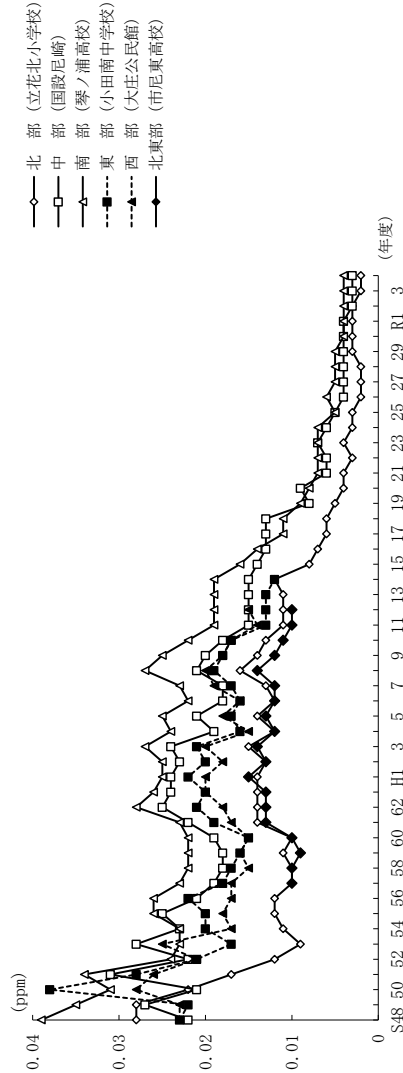 北　部（立花北小学校）
中　部（国設尼崎）
南　部（琴ノ浦高校）
東　部（小田南中学校）
西　部（大庄公民館）
北東部（市尼東高校）
(ppm)
0.04
0.03
0.02
0.01
0
S48 50 52 54 56 58 60 62 H1 3 5 7 9 11 13 15 17 19 21 23 25 27 29 R1 3
(年度)